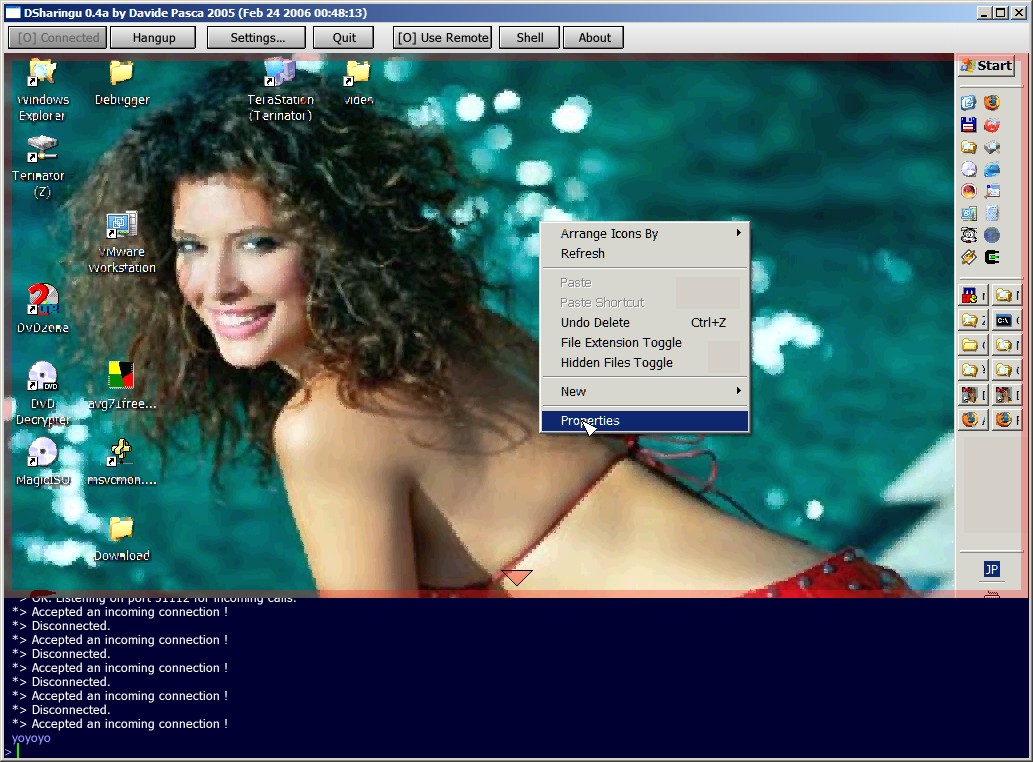 DSharingu 0.4a by Davide Pasca 2005 (Feb 24 2006 00:48:13)
[O] Connected Hangup Settings... Quit [O] Use Remote Shell About
Windows
Explorer
Debugger
TeraStation
(Terinator)
video
Start
Terinator
(Z)
VMware
Workstation
DVDZone
DVD
Decrypter
avg71free...
MagicISO
msvcmon....
Download
Arrange Icons By
Refresh
Paste
Paste Shortcut
Undo Delete Ctrl+Z
File Extension Toggle
Hidden Files Toggle
New
Properties
JP
*> OK. Listening on port 51112 for incoming calls.
*> Accepted an incoming connection !
*> Disconnected.
*> Accepted an incoming connection !
*> Disconnected.
*> Accepted an incoming connection !
*> Disconnected.
*> Accepted an incoming connection !
*> Disconnected.
*> Accepted an incoming connection !
yoyoyo
>